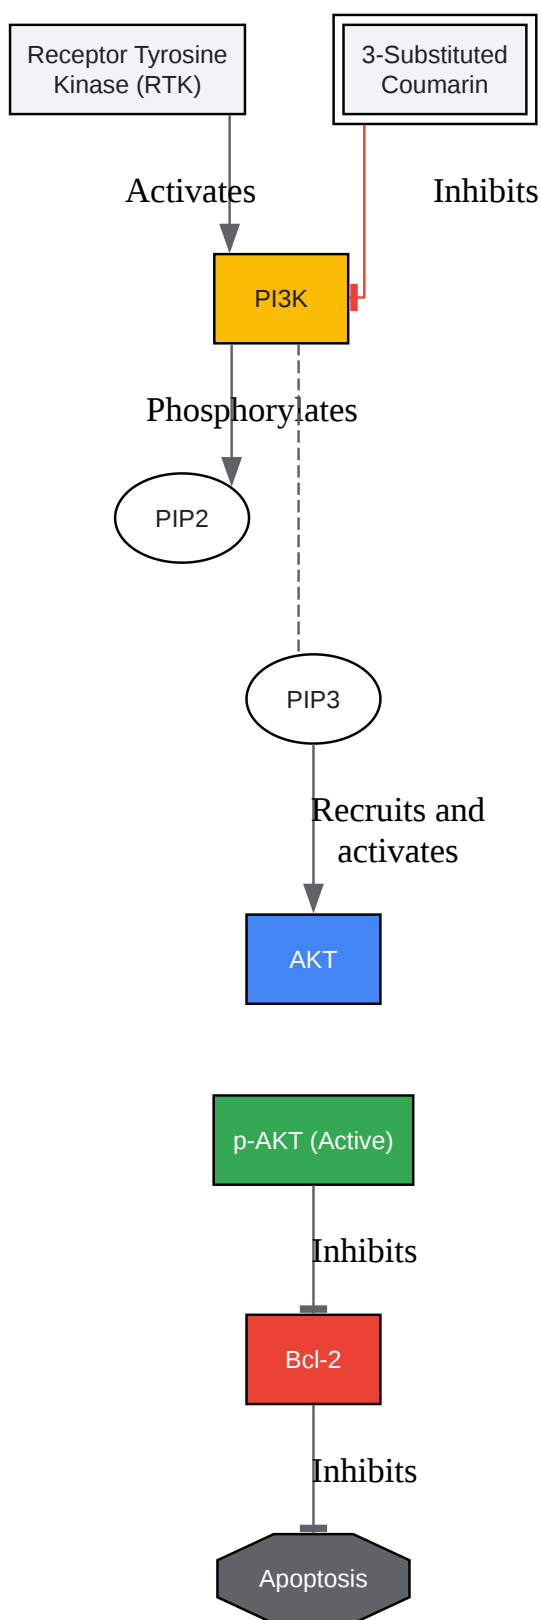 Receptor Tyrosine
Kinase (RTK)
3-Substituted
Coumarin
Activates
Inhibits
PI3K
Phosphorylates
PIP2
PIP3
Recruits and
activates
AKT
p-AKT (Active)
Inhibits
Bcl-2
Inhibits
Apoptosis